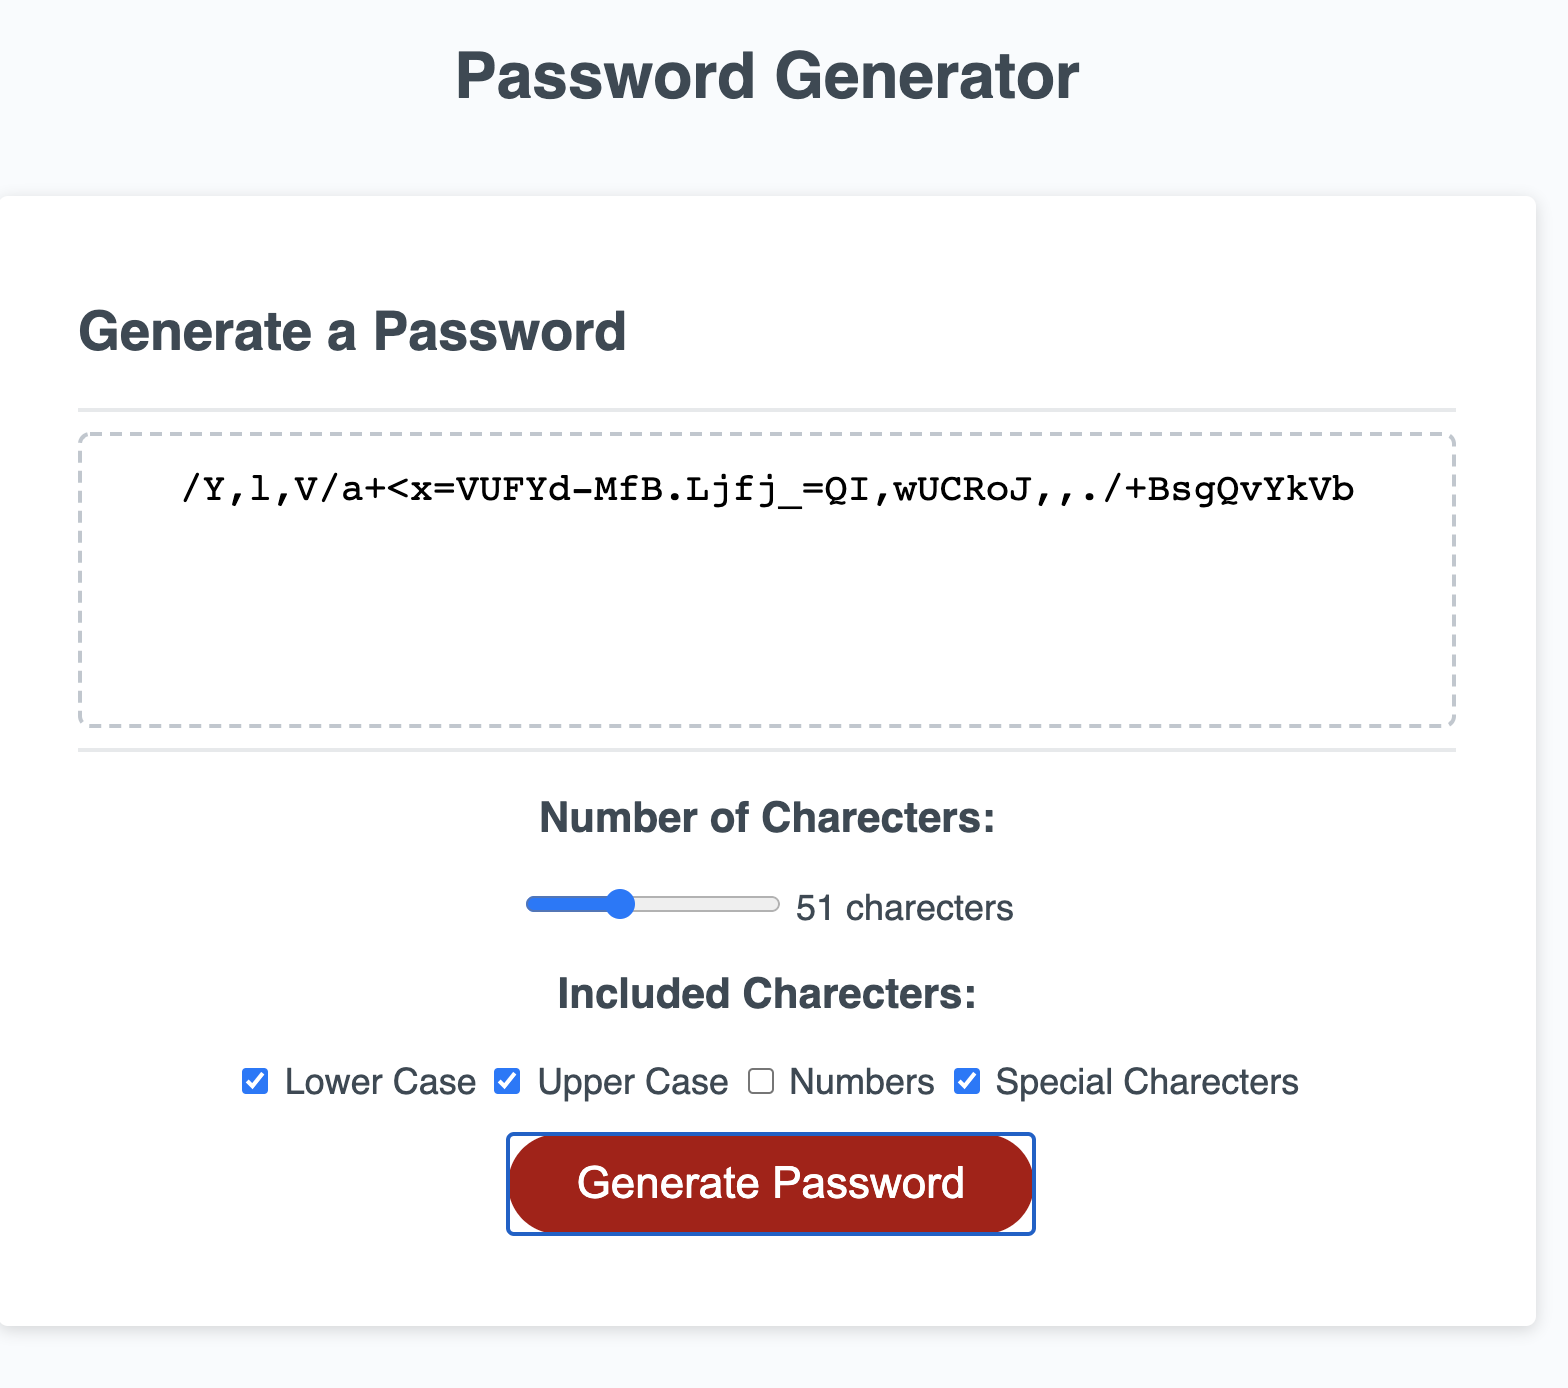 Password Generator
Generate a Password
/Y,l,V/a+<x=VUFYd-MfB.Ljfj_=QI,wUCRoJ,,./+BsgQvYkVb
Number of Charecters:
51 charecters
Included Charecters:
Lower Case Upper Case Numbers Special Charecters
Generate Password